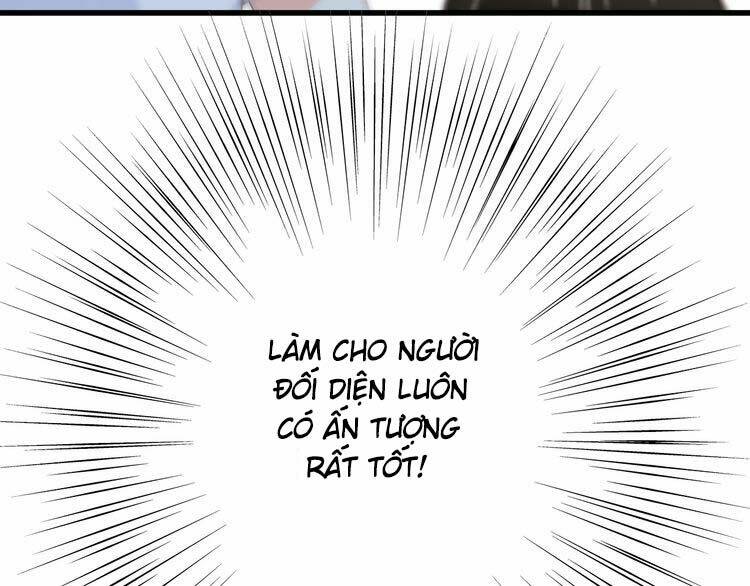 LÀM CHO NGƯỜI
ĐỐI DIỆN LUÔN
CÓ ẤN TƯỢNG
RẤT TỐT!